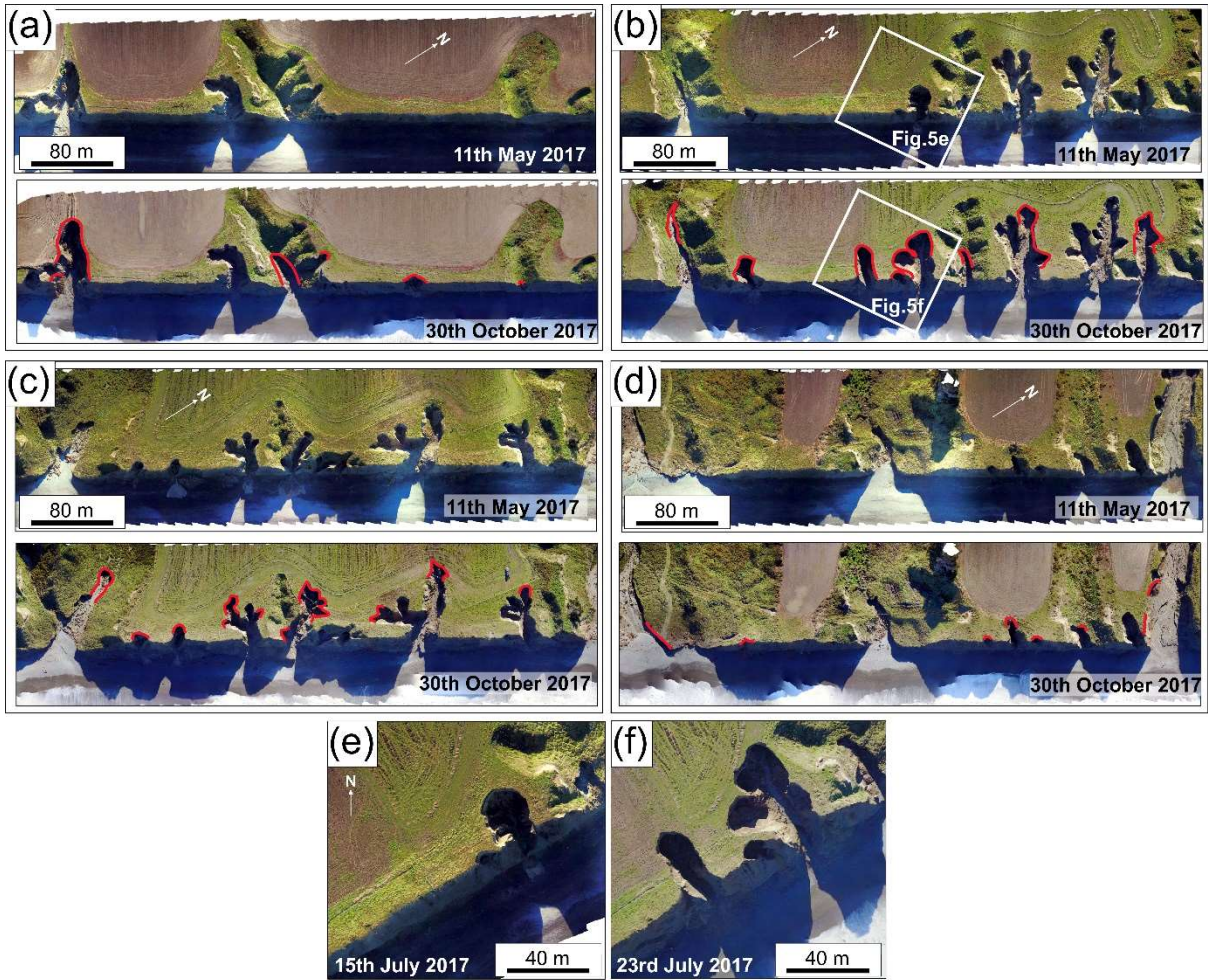 (a)
N
80 m
11th May 2017
30th October 2017
(b)
N
Fig.5e
80 m
11th May 2017
Fig.5f
30th October 2017
(c)
N
80 m
11th May 2017
30th October 2017
(d)
N
80 m
11th May 2017
30th October 2017
(e)
N
15th July 2017
40 m
(f)
23rd July 2017
40 m